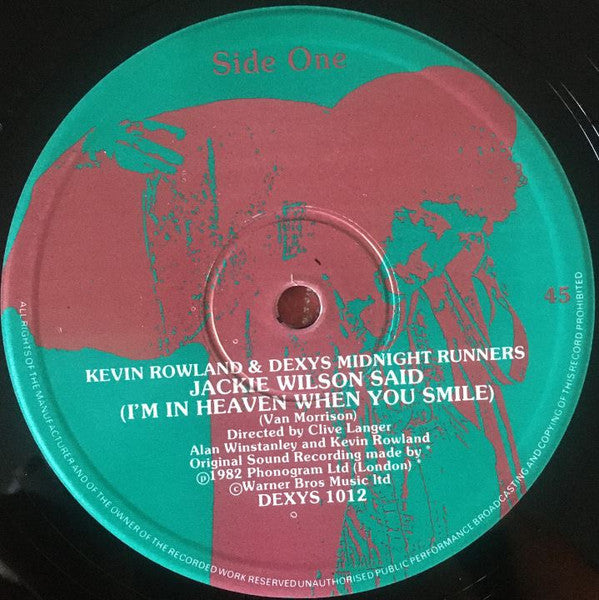 Side One
45
KEVIN ROWLAND & DEXYS MIDNIGHT RUNNERS
JACKIE WILSON SAID
(I'M IN HEAVEN WHEN YOU SMILE)
(Van Morrison)
Directed by Clive Langer
Alan Winstanley and Kevin Rowland
Original Sound Recording made by *
℗1982 Phonogram Ltd (London) *
©Warner Bros Music ltd
DEXYS 1012
ALL RIGHTS OF THE MANUFACTURER AND OF THE OWNER OF THE RECORDED WORK RESERVED UNAUTHORISED PUBLIC PERFORMANCE BROADCASTING AND COPYING OF THIS RECORD PROHIBITED